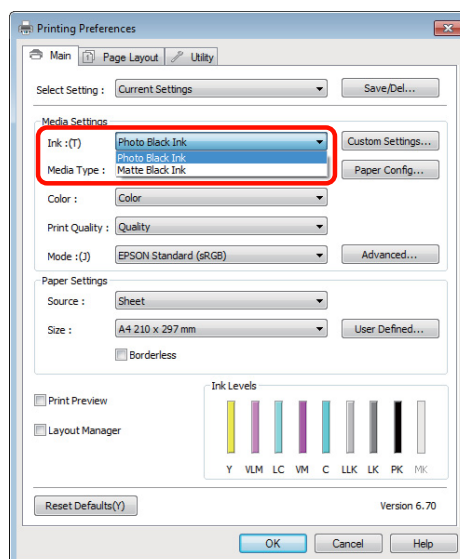 Printing Preferences
Main Page Layout Utility
Select Setting : Current Settings Save/Del...
Media Settings
Ink :(T) Photo Black Ink Custom Settings...
Photo Black Ink
Matte Black Ink
Media Type : Paper Config...
Color : Color
Print Quality : Quality
Mode :(J) EPSON Standard (sRGB) Advanced...
Paper Settings
Source : Sheet
Size : A4 210 x 297 mm User Defined...
Borderless
Print Preview
Layout Manager
Ink Levels
Y VLM LC VM C LLK LK PK MK
Reset Defaults(Y) Version 6.70
OK Cancel Help